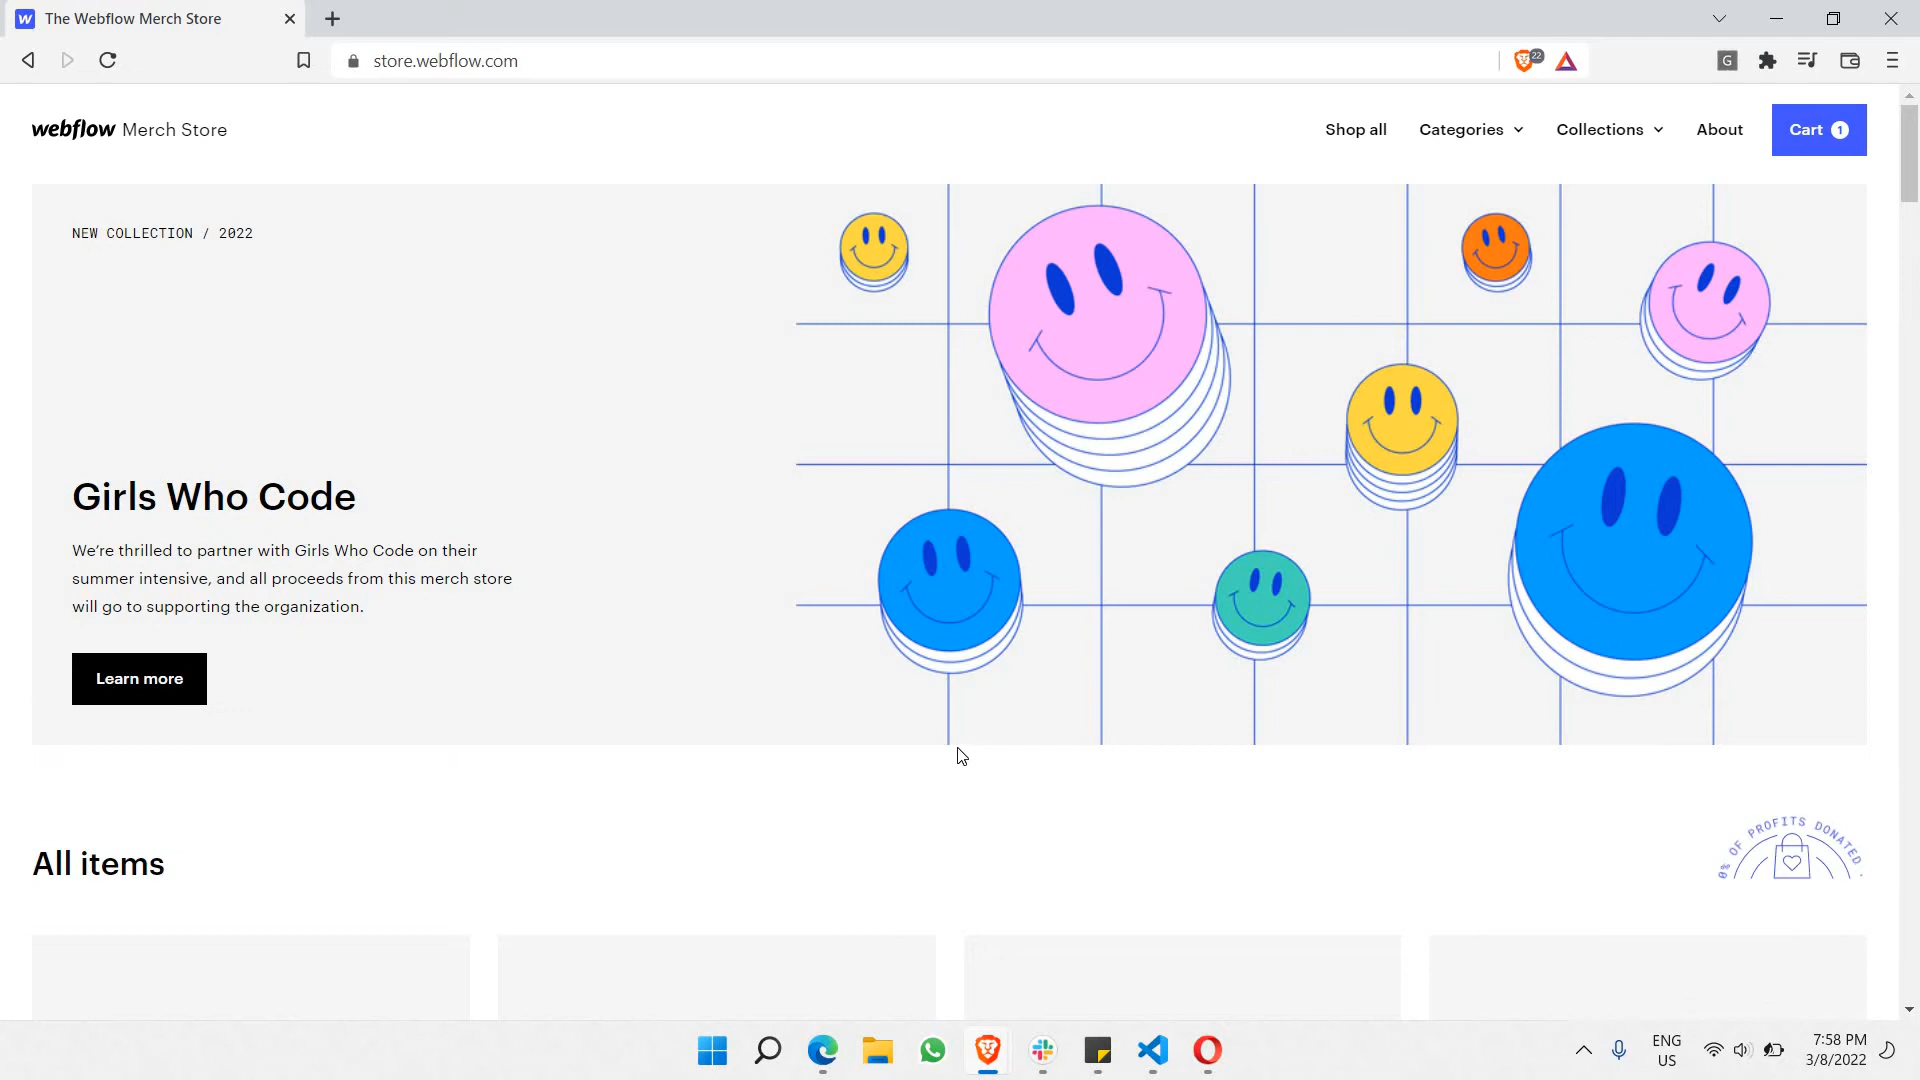 The Webflow Merch Store
store.webflow.com
22
G
webflow Merch Store
Shop all
Categories
Collections
About
Cart 1
NEW COLLECTION / 2022
Girls Who Code
We're thrilled to partner with Girls Who Code on their
summer intensive, and all proceeds from this merch store
will go to supporting the organization.
Learn more
All items
0% OF PROFITS DONATED
ENG
US
7:58 PM
3/8/2022